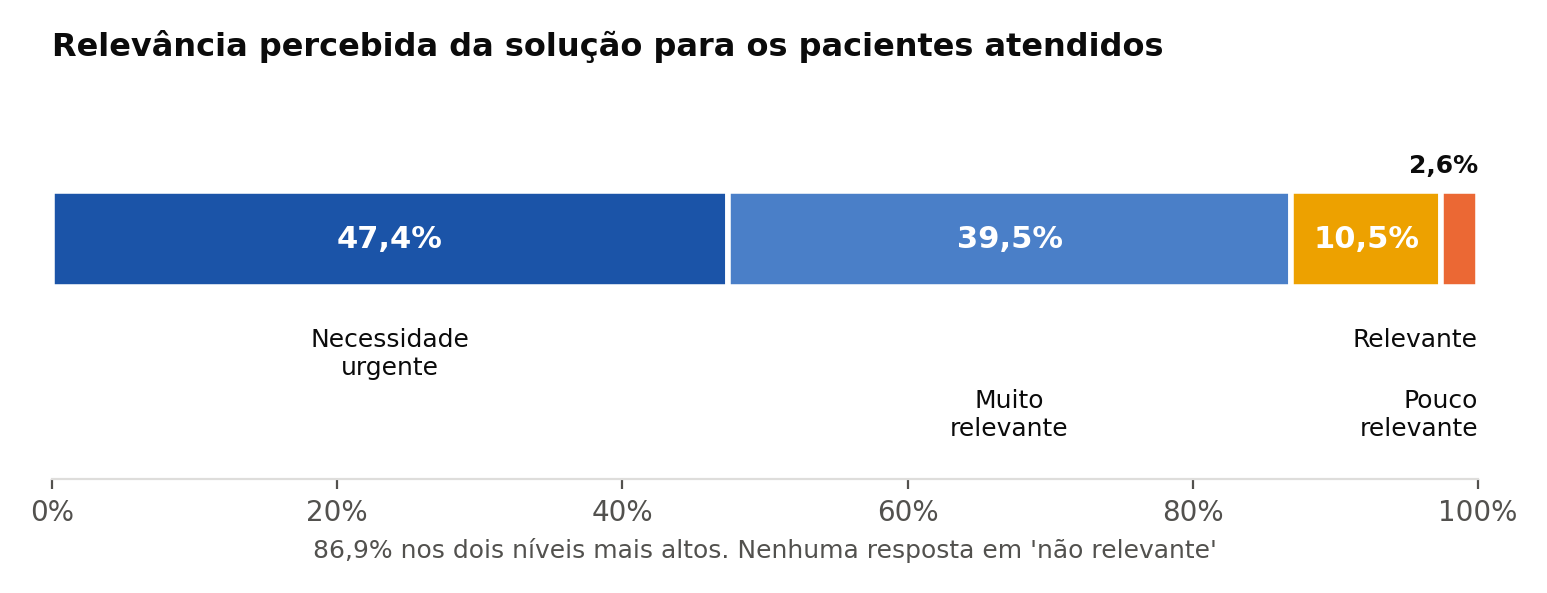 Relevância percebida da solução para os pacientes atendidos
2,6%
47,4%
39,5%
10,5%
Necessidade
urgente
Relevante
Muito
relevante
Pouco
relevante
0%
20%
40%
60%
80%
100%
86,9% nos dois níveis mais altos. Nenhuma resposta em 'não relevante'